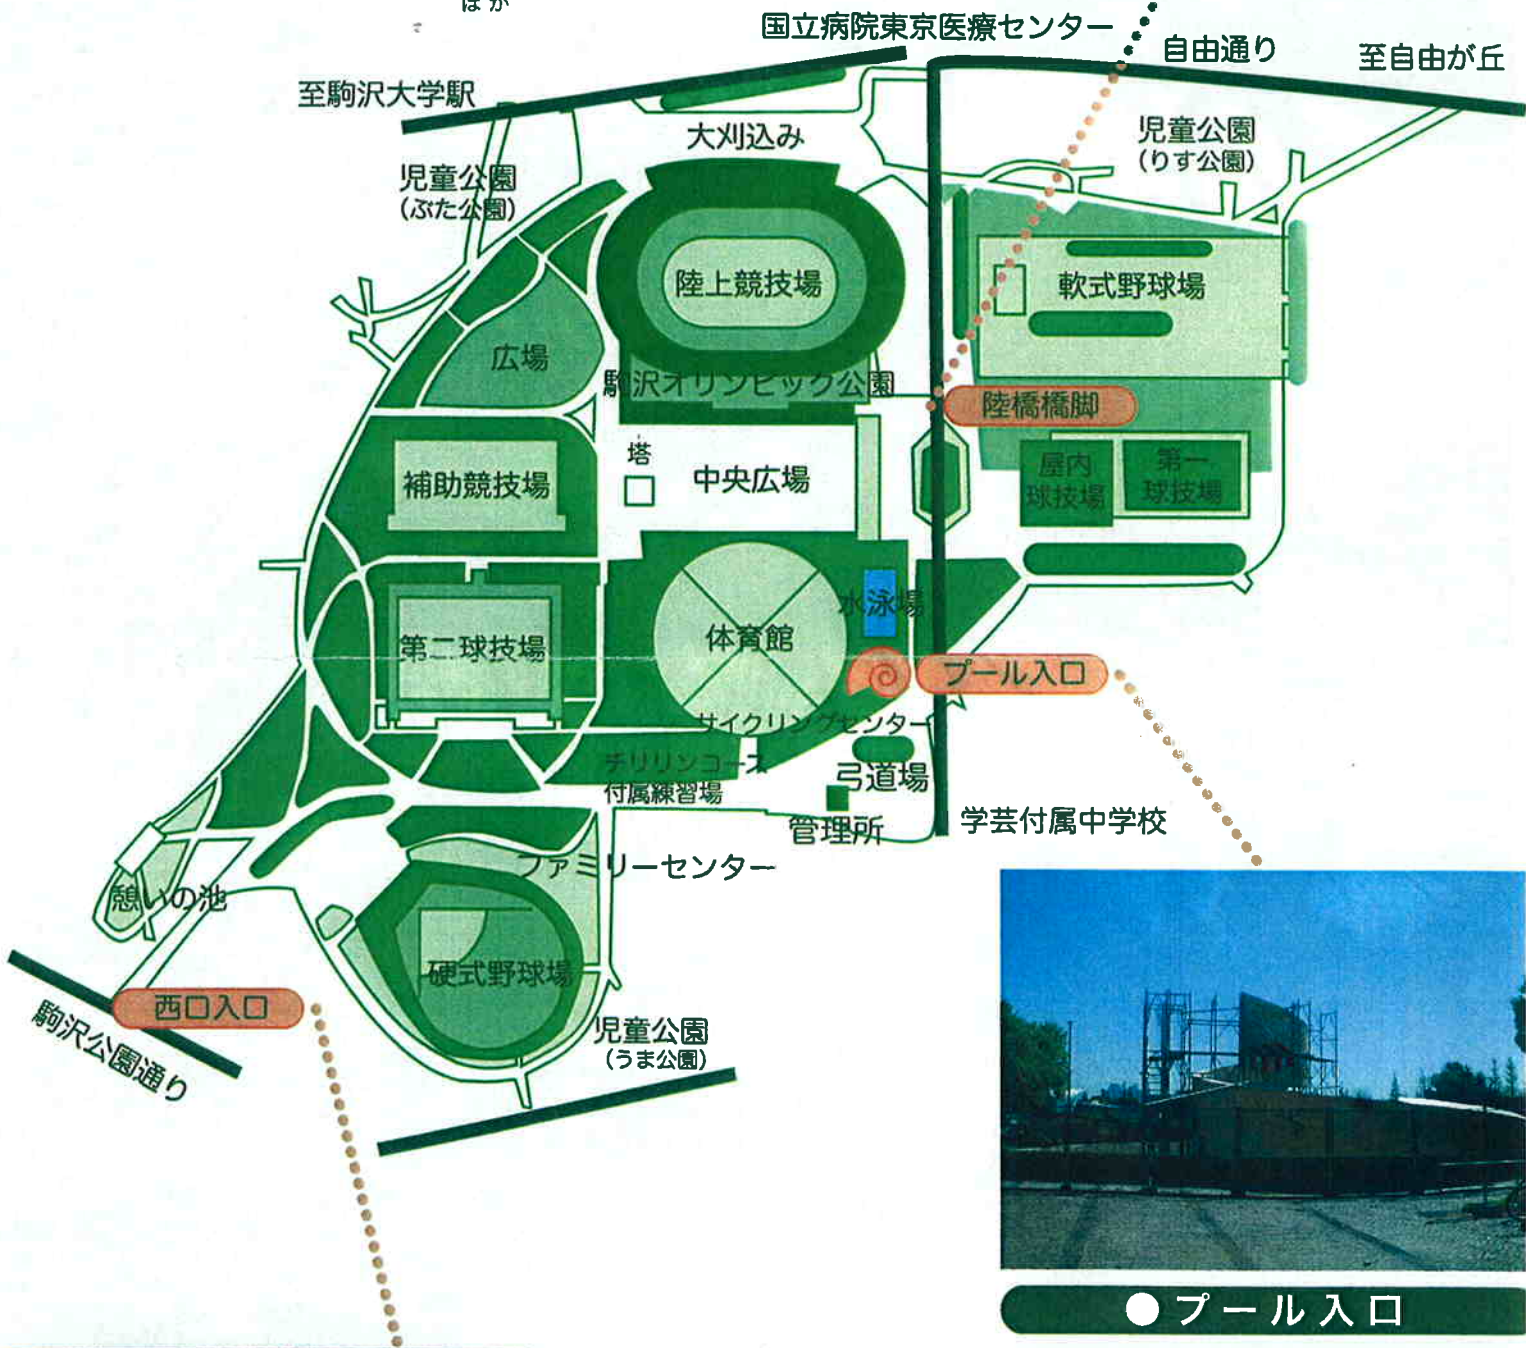 ほか
国立病院東京医療センター
自由通り
至自由が丘
至駒沢大学駅
大刈込み
児童公園
(りす公園)
児童公園
(ぶた公園)
陸上競技場
軟式野球場
広場
駒沢オリンピック公園
陸橋橋脚
塔
中央広場
補助競技場
屋内
球技場
第一
球技場
水泳場
体育館
第二球技場
プール入口
サイクリングセンター
チリリンコース
付属練習場
弓道場
管理所
学芸付属中学校
ファミリーセンター
憩いの池
硬式野球場
西口入口
駒沢公園通り
児童公園
(うま公園)
●プール入口